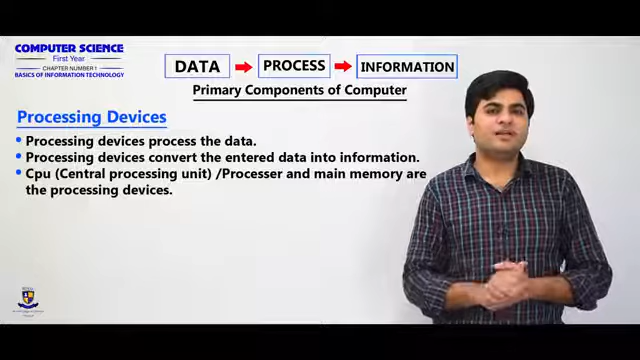 COMPUTER SCIENCE
First Year
CHAPTER NUMBER 1
BASICS OF INFORMATION TECHNOLOGY
DATA PROCESS INFORMATION
Primary Components of Computer
Processing Devices
Processing devices process the data.
Processing devices convert the entered data into information.
Cpu (Central processing unit) /Processer and main memory are
the processing devices.